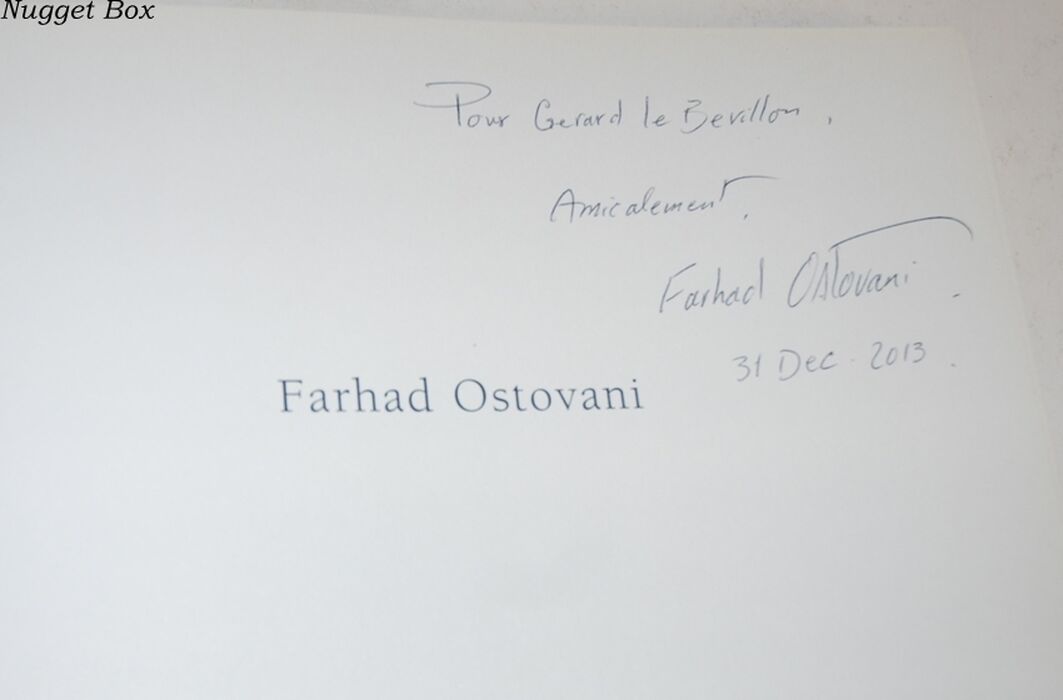 Nugget Box
Pour Gerard le Bevillon,
Amicalement,
Farhad Ostovani.
31 Dec. 2013.
Farhad Ostovani